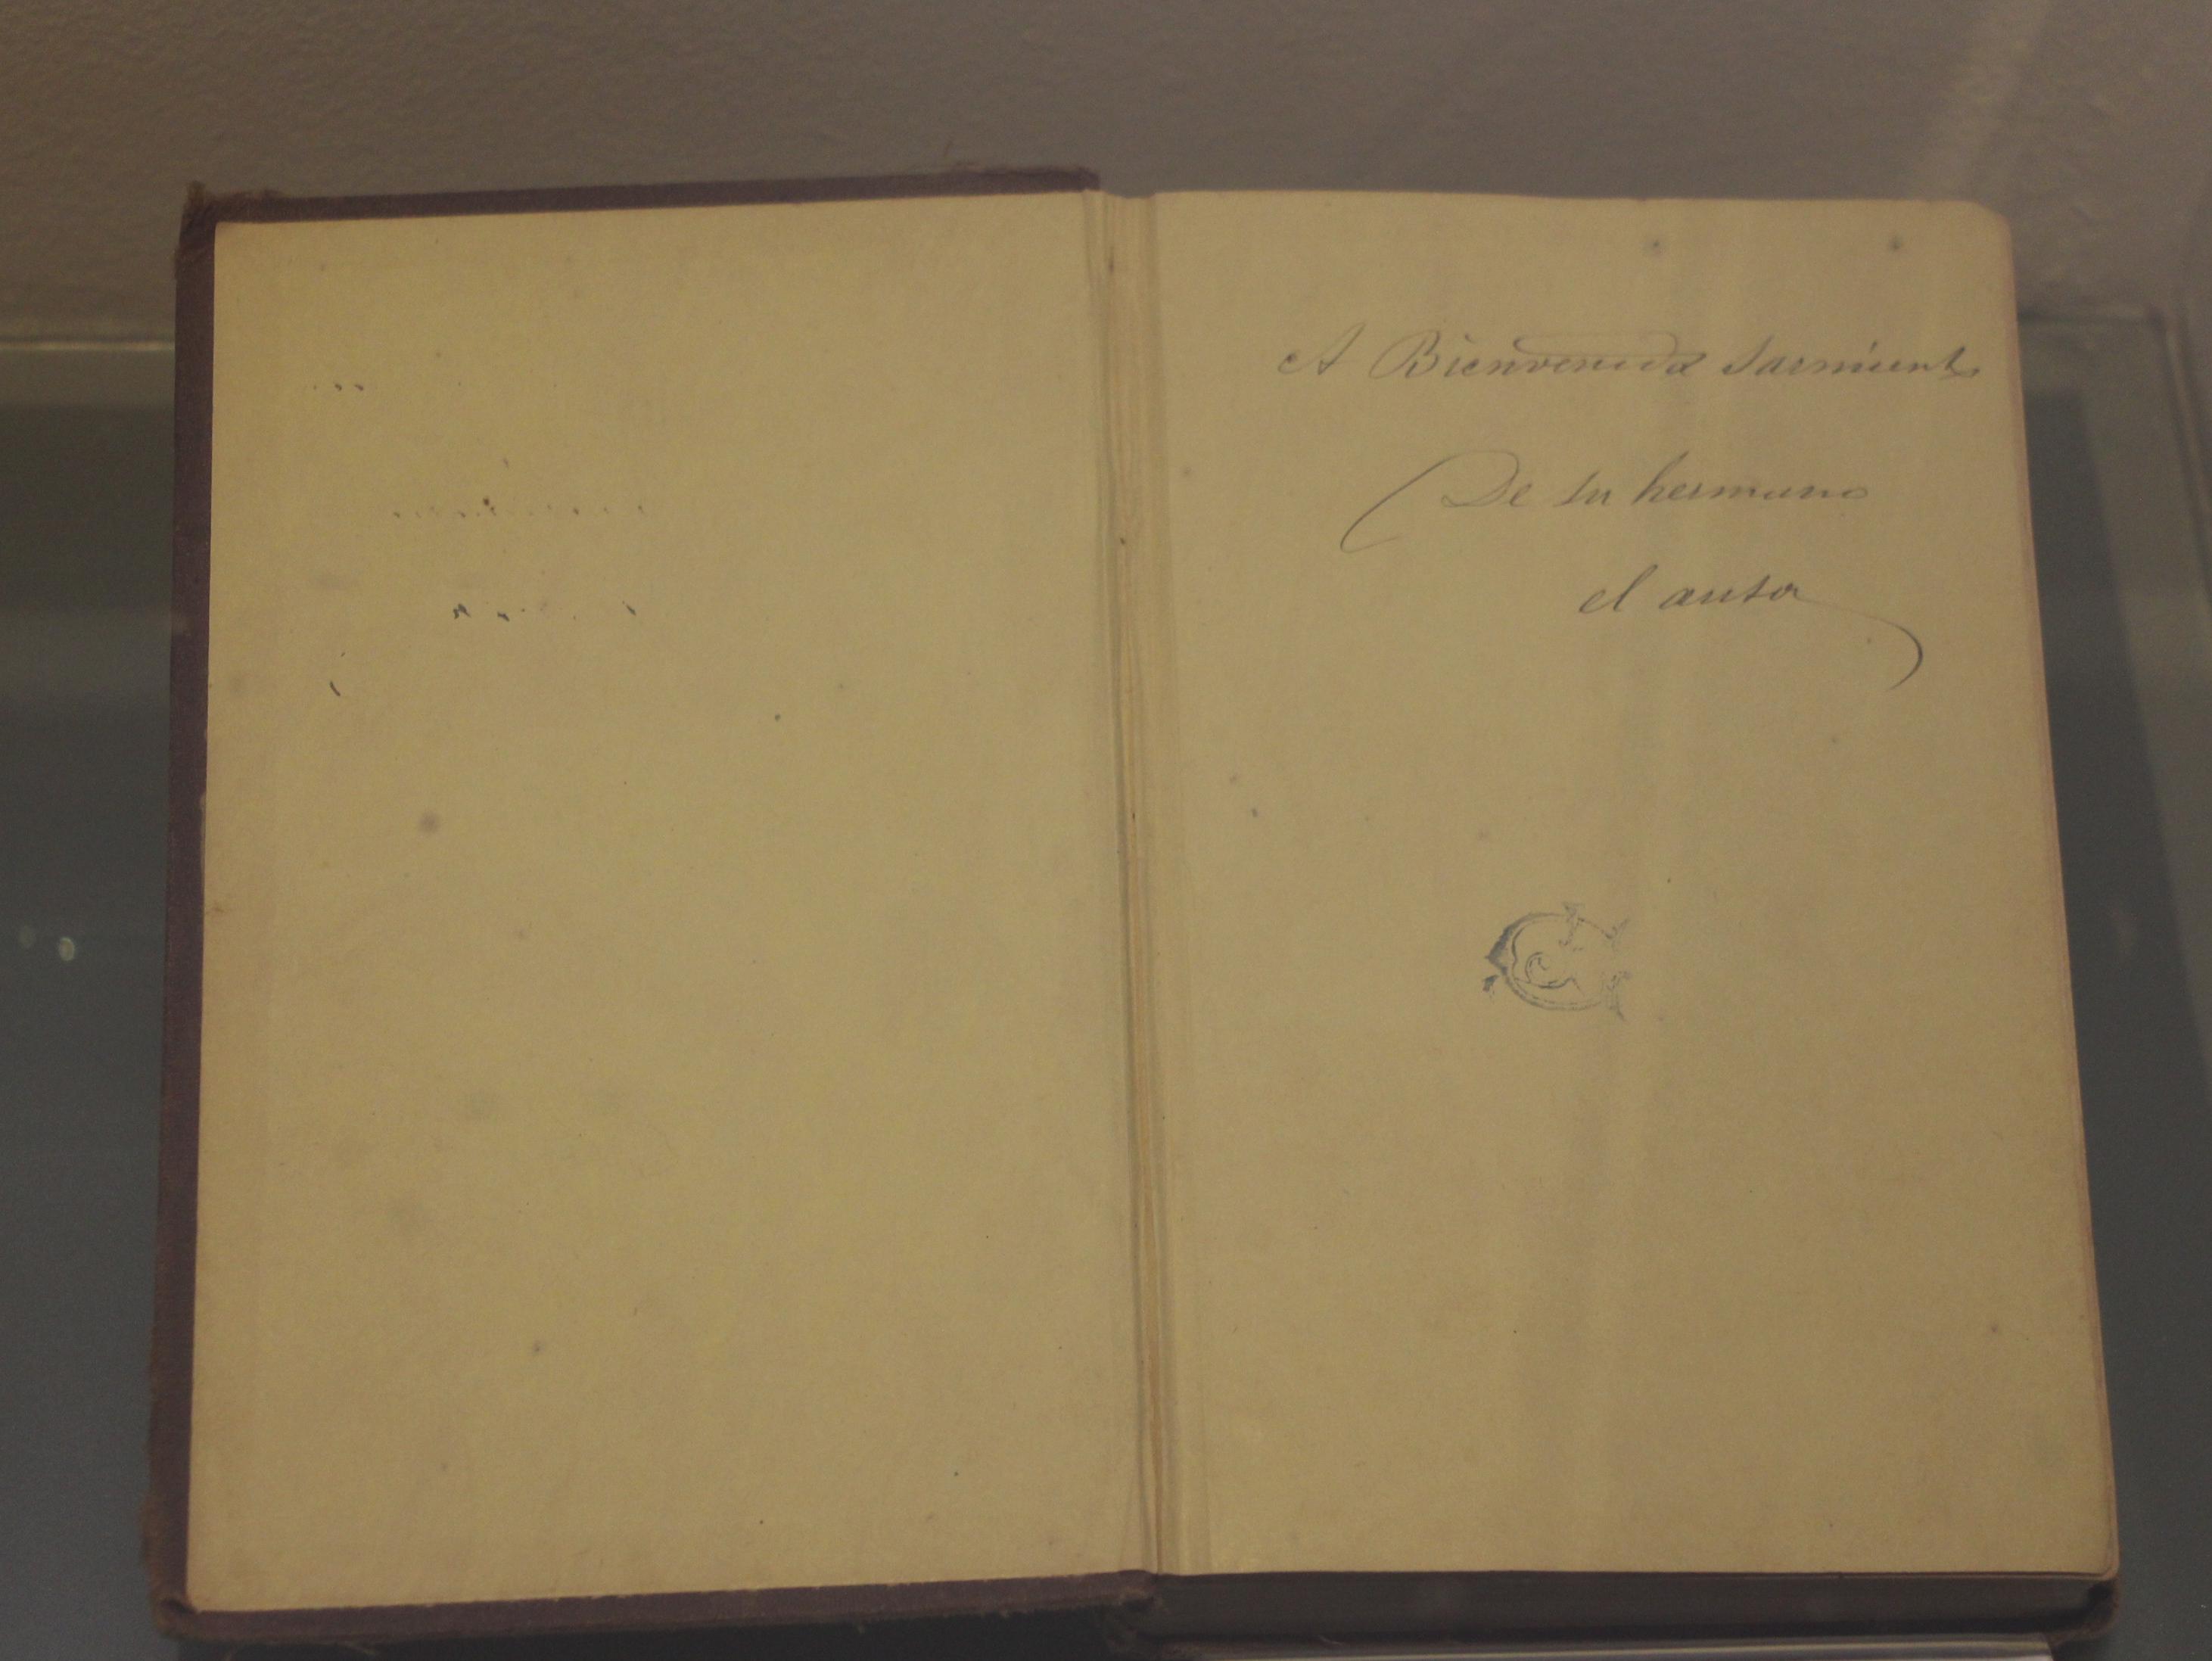 A Bienvenida Sarmiento
De su hermano
el autor